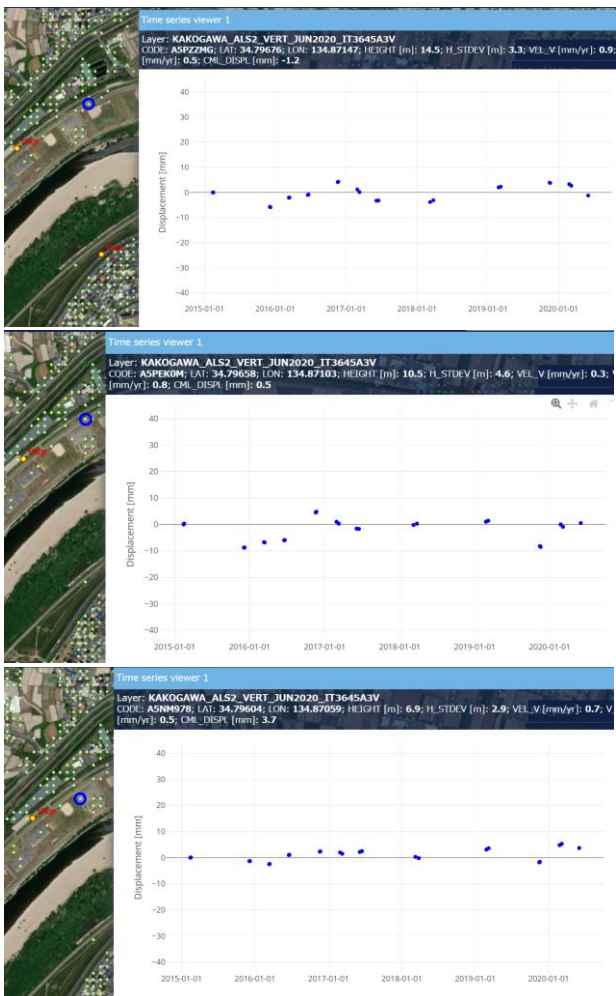 Time series viewer 1
Layer: KAKOGAWA_ALS2_VERT_JUN2020_IT3645A3V
CODE: A5PZZMG; LAT: 34.79676; LON: 134.87147; HEIGHT [m]: 14.5; H_STDEV [m]: 3.3; VEL_V [mm/yr]: 0.9;
[mm/yr]: 0.5; CML_DISPL [mm]: -1.2
40
30
20
10
0
−10
−20
−30
−40
Displacement [mm]
2015-01-01 2016-01-01 2017-01-01 2018-01-01 2019-01-01 2020-01-01
Time series viewer 1
Layer: KAKOGAWA_ALS2_VERT_JUN2020_IT3645A3V
CODE: A5PEK0M; LAT: 34.79658; LON: 134.87103; HEIGHT [m]: 10.5; H_STDEV [m]: 4.6; VEL_V [mm/yr]: 0.3; V
[mm/yr]: 0.8; CML_DISPL [mm]: 0.5
40
30
20
10
0
−10
−20
−30
−40
Displacement [mm]
2015-01-01 2016-01-01 2017-01-01 2018-01-01 2019-01-01 2020-01-01
Time series viewer 1
Layer: KAKOGAWA_ALS2_VERT_JUN2020_IT3645A3V
CODE: A5NM978; LAT: 34.79604; LON: 134.87059; HEIGHT [m]: 6.9; H_STDEV [m]: 2.9; VEL_V [mm/yr]: 0.7; V_
[mm/yr]: 0.5; CML_DISPL [mm]: 3.7
40
30
20
10
0
−10
−20
−30
−40
Displacement [mm]
2015-01-01 2016-01-01 2017-01-01 2018-01-01 2019-01-01 2020-01-01